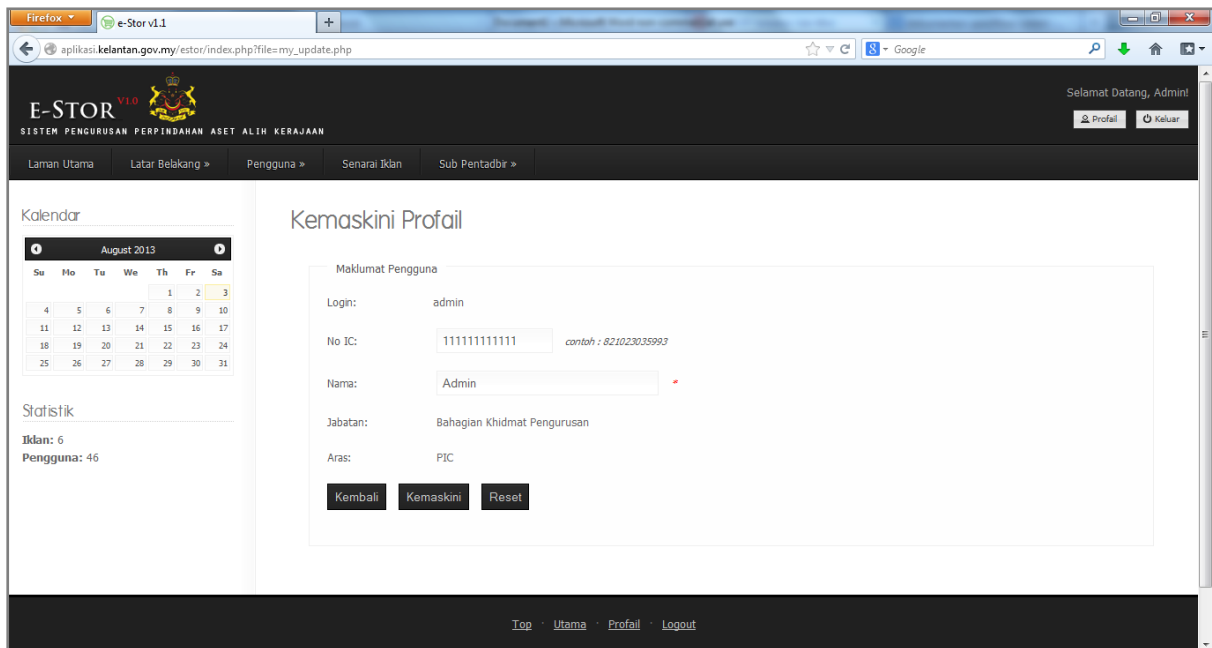 Firefox
e-Stor v1.1
aplikasi.kelantan.gov.my/estor/index.php?file=my_update.php
Google
E-STOR V1.0
SISTEM PENGURUSAN PERPINDAHAN ASET ALIH KERAJAAN
Selamat Datang, Admin!
Profail Keluar
Laman Utama Latar Belakang » Pengguna » Senarai Iklan Sub Pentadbir »
Kalendar
August 2013
Su Mo Tu We Th Fr Sa
1 2 3
4 5 6 7 8 9 10
11 12 13 14 15 16 17
18 19 20 21 22 23 24
25 26 27 28 29 30 31
Statistik
Iklan: 6
Pengguna: 46
Kemaskini Profail
Maklumat Pengguna
Login: admin
No IC: 111111111111 contoh : 821023035993
Nama: Admin *
Jabatan: Bahagian Khidmat Pengurusan
Aras: PIC
Kembali Kemaskini Reset
Top · Utama · Profail · Logout